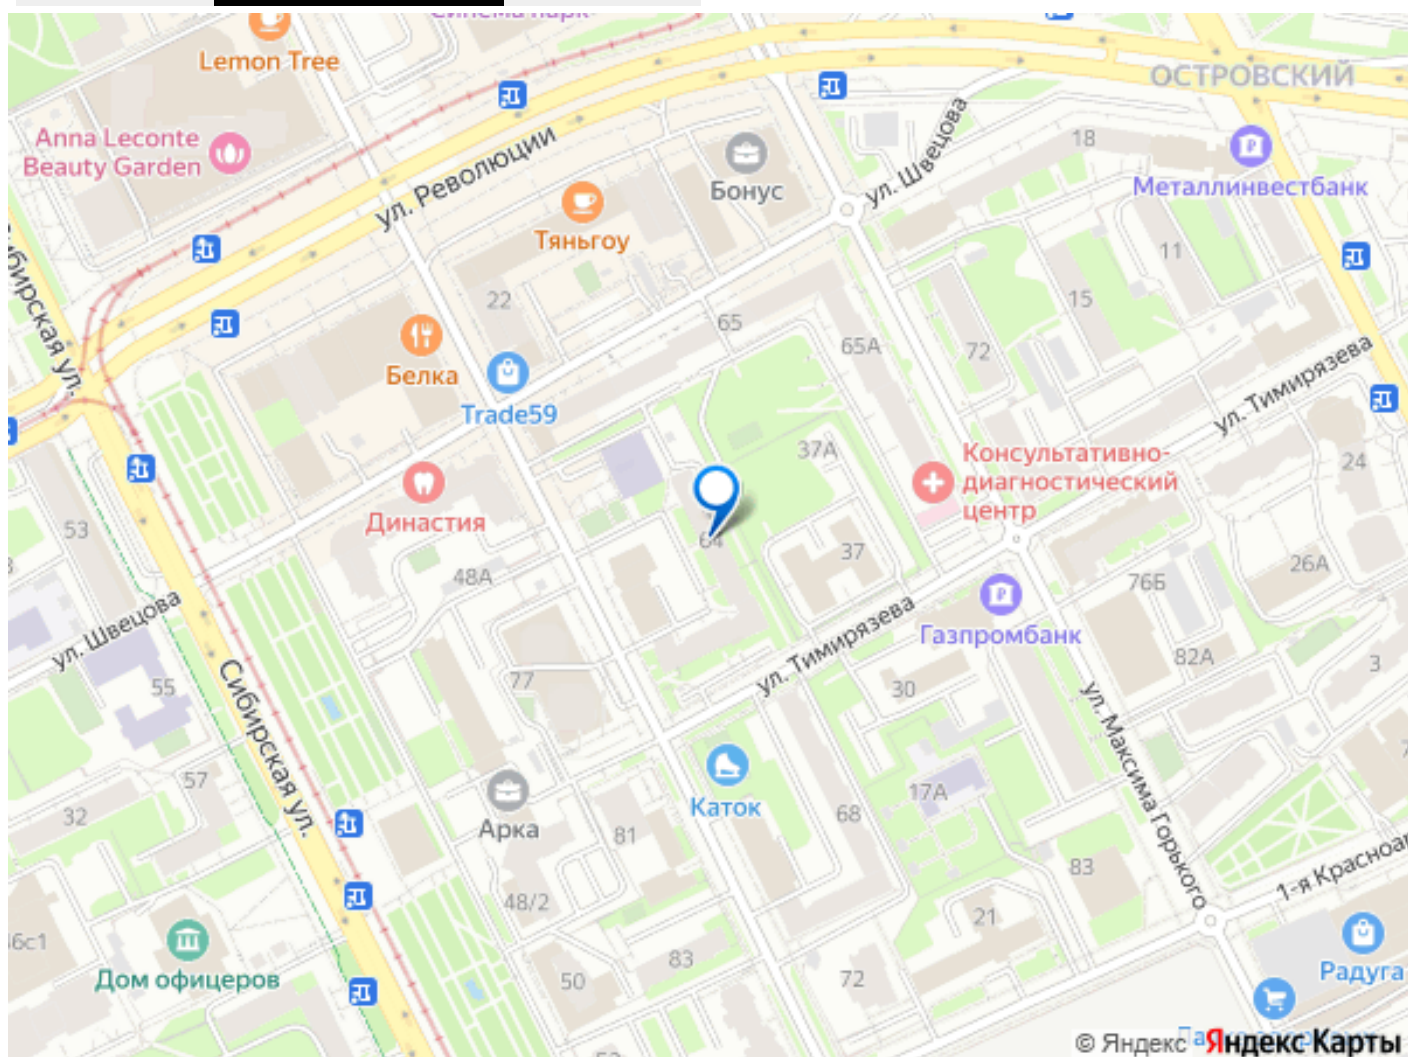 Синема парк
Lemon Tree
ОСТРОВСКИЙ
Anna Leconte
Beauty Garden
ул. Революции
Бонус
ул. Швецова
18
Металлинвестбанк
Тяньгоу
11
22
15
65
65А
72
Сибирская ул.
Белка
Trade59
ул. Тимирязева
37А
Консультативно-
диагностический
центр
24
Династия
53
64
37
48А
76Б
26А
ул. Швецова
Газпромбанк
ул. Тимирязева
82А
3
55
77
30
Сибирская ул.
ул. Максима Горького
57
Каток
17А
32
Арка
81
68
83
48/2
21
Дом офицеров
83
50
72
Радуга
© Яндекс
Яндекс Карты